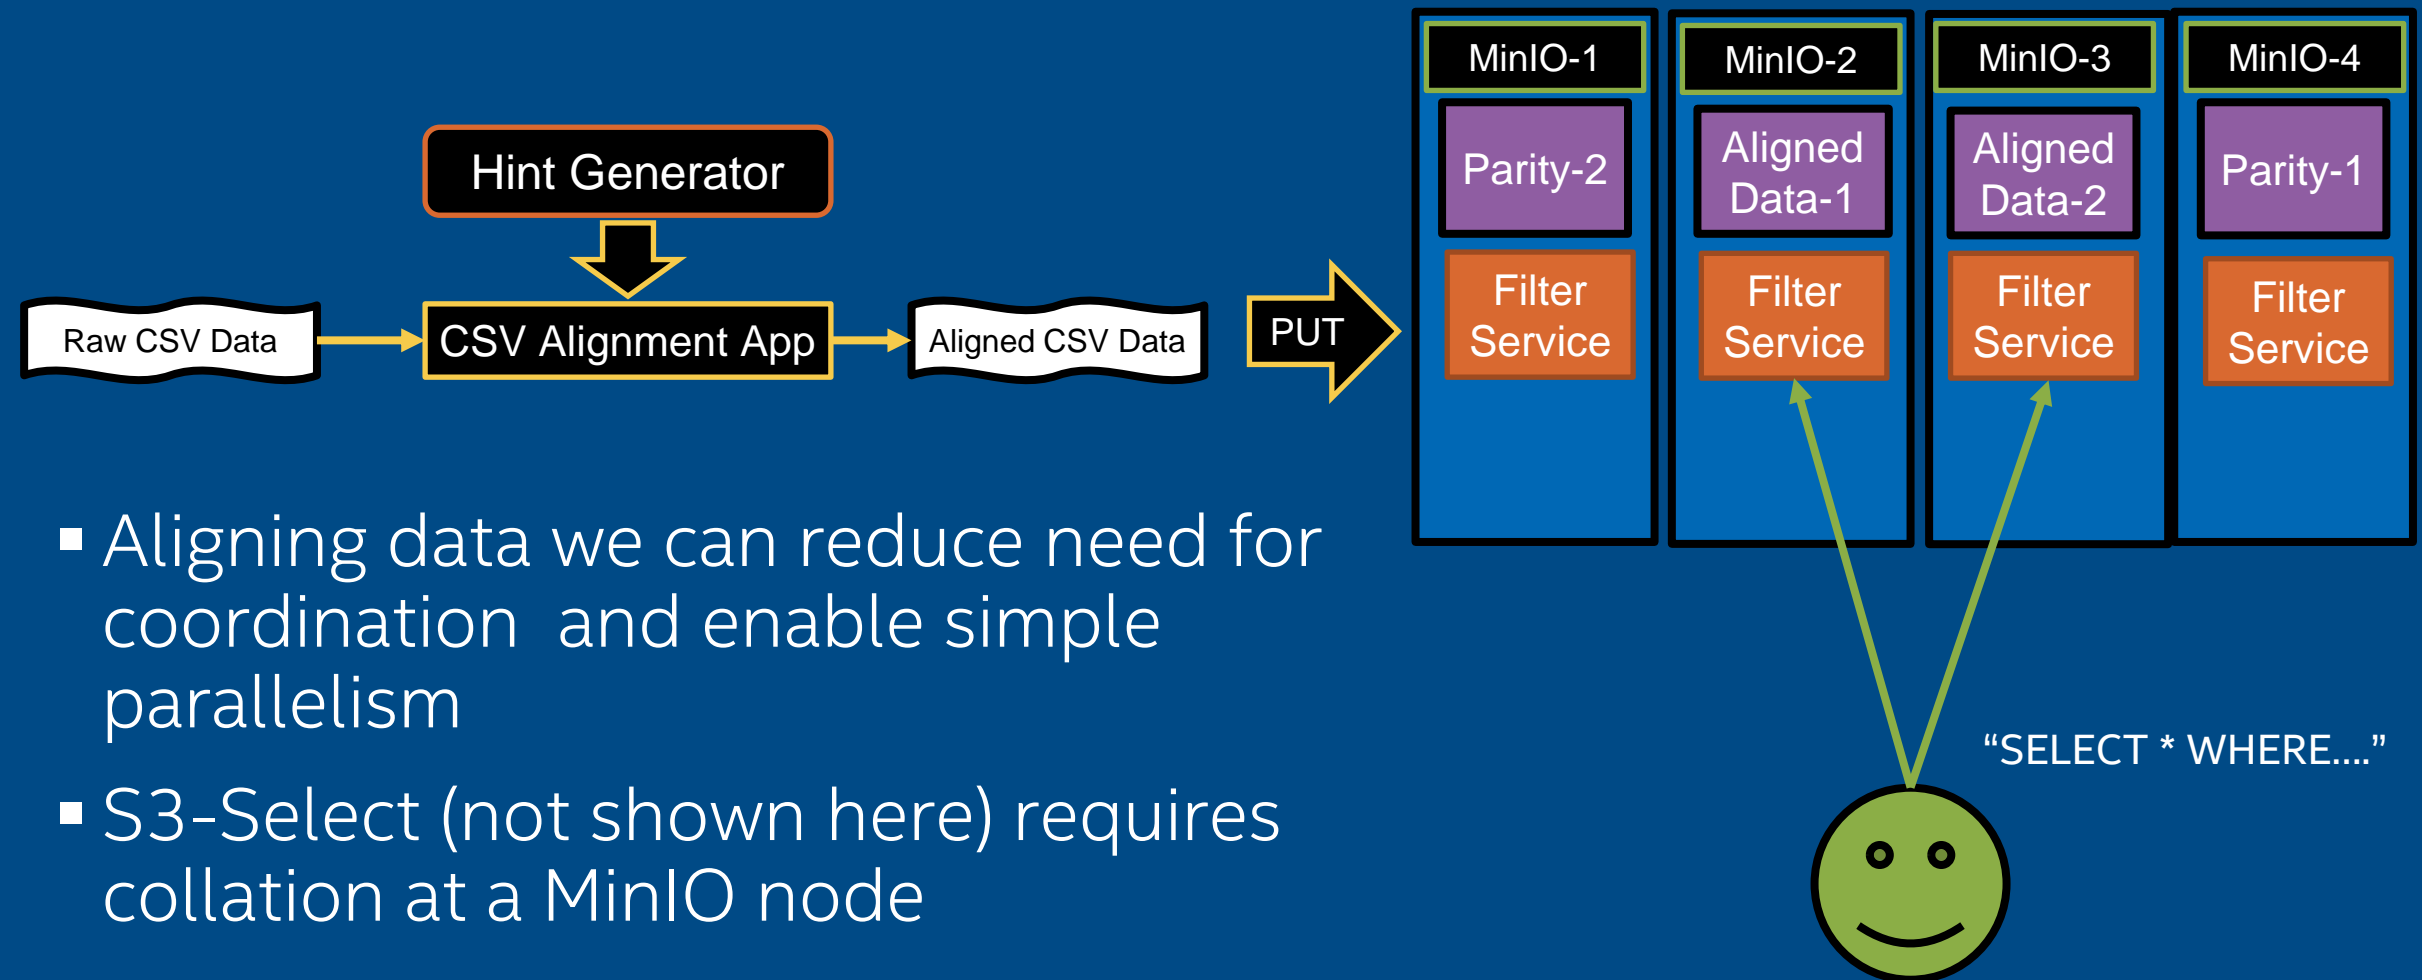 Hint Generator
Raw CSV Data
CSV Alignment App
Aligned CSV Data
PUT
MinIO-1
Parity-2
Filter
Service
MinIO-2
Aligned
Data-1
Filter
Service
MinIO-3
Aligned
Data-2
Filter
Service
MinIO-4
Parity-1
Filter
Service
▪ Aligning data we can reduce need for
coordination  and enable simple
parallelism
▪ S3-Select (not shown here) requires
collation at a MinIO node
“SELECT * WHERE....”